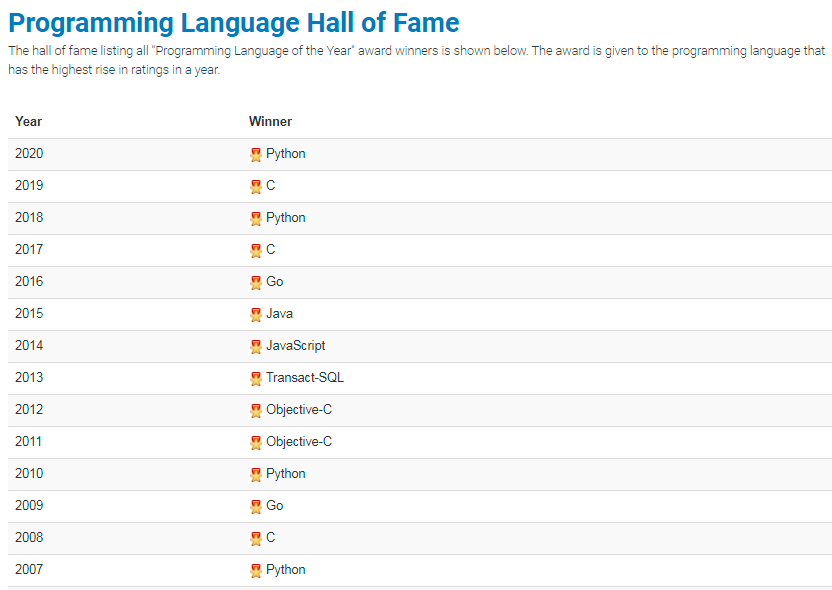 Programming Language Hall of Fame
The hall of fame listing all "Programming Language of the Year" award winners is shown below. The award is given to the programming language that
has the highest rise in ratings in a year.
Year Winner
2020 Python
2019 C
2018 Python
2017 C
2016 Go
2015 Java
2014 JavaScript
2013 Transact-SQL
2012 Objective-C
2011 Objective-C
2010 Python
2009 Go
2008 C
2007 Python